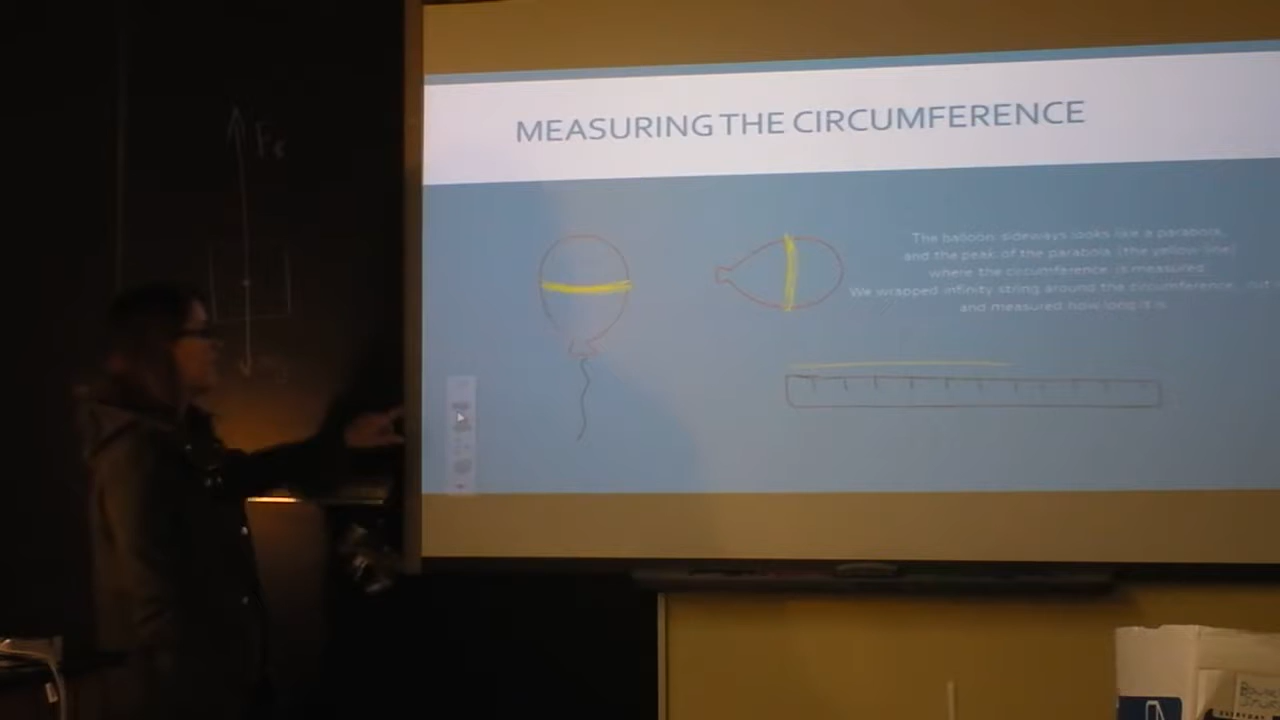 MEASURING THE CIRCUMFERENCE
The balloon sideways looks like a parabola,
and the peak of the parabola (the yellow line)
where the circumference is measured
We wrapped infinity string around the circumference,
and measured how long it is.